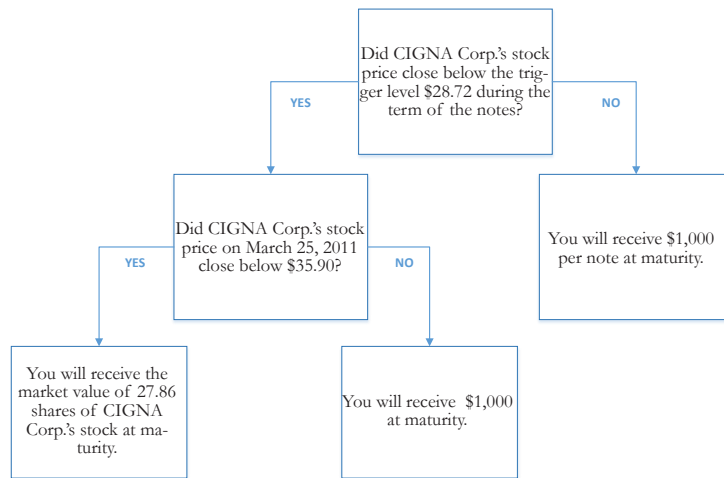 Did CIGNA Corp.'s stock
price close below the trig-
ger level $28.72 during the
term of the notes?
YES
NO
Did CIGNA Corp.'s stock
price on March 25, 2011
close below $35.90?
You will receive $1,000
per note at maturity.
YES
NO
You will receive the
market value of 27.86
shares of CIGNA
Corp.'s stock at ma-
turity.
You will receive $1,000
at maturity.